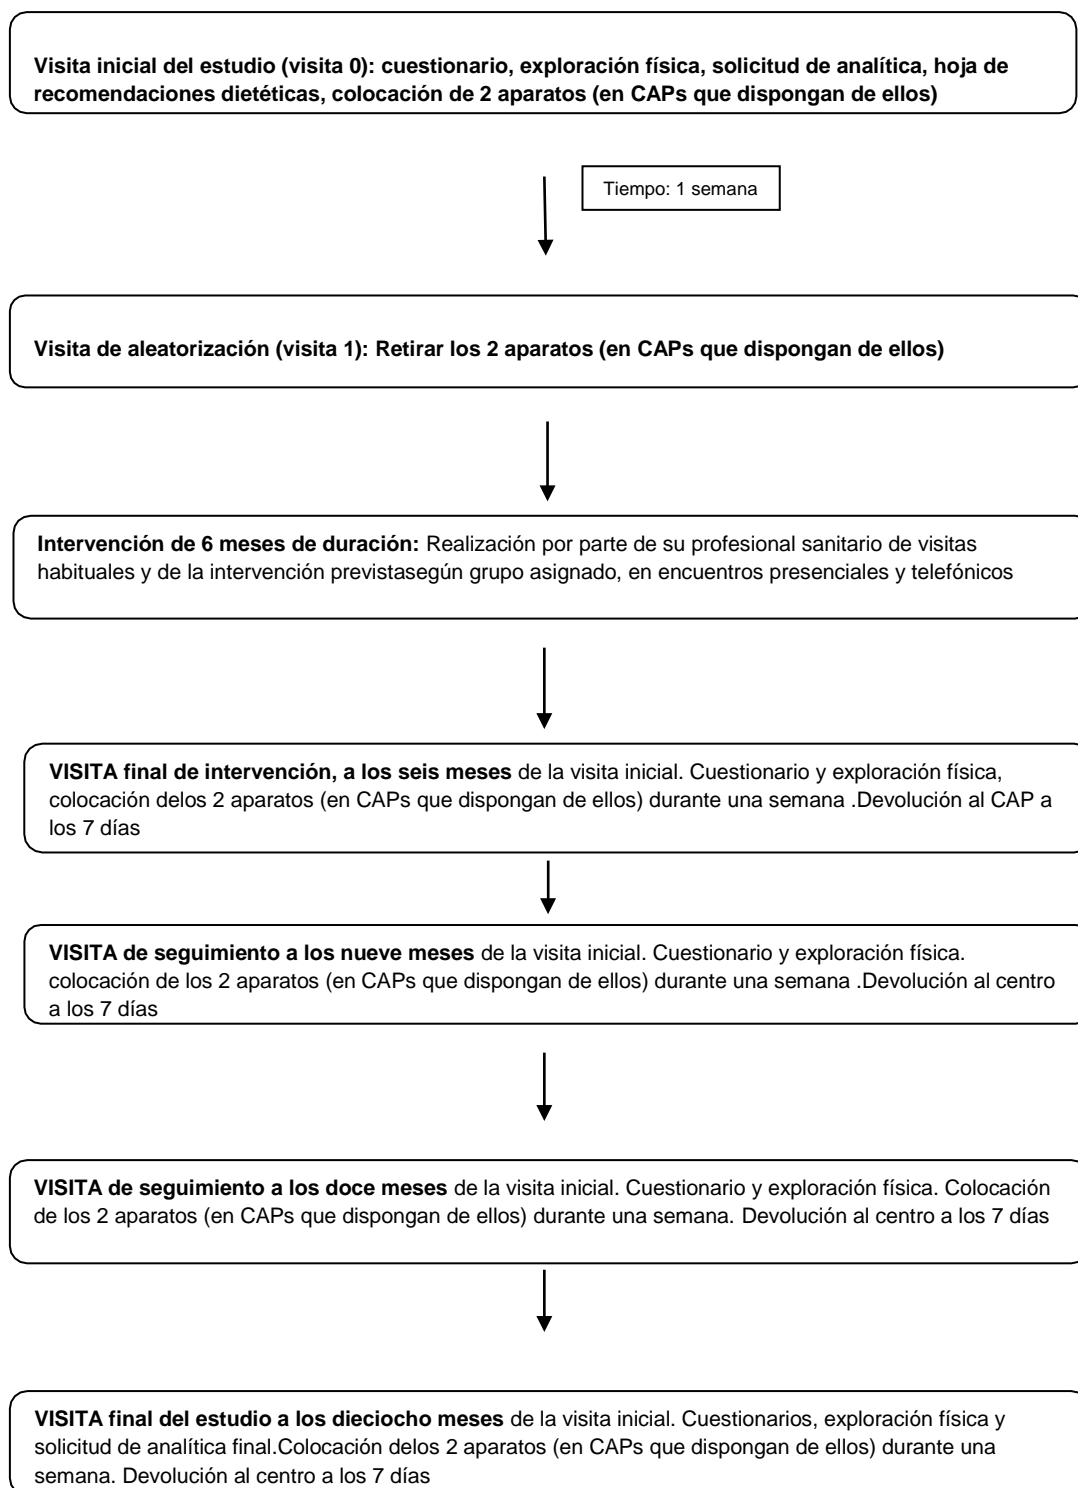 Visita inicial del estudio (visita 0): cuestionario, exploración física, solicitud de analítica, hoja de
recomendaciones dietéticas, colocación de 2 aparatos (en CAPs que dispongan de ellos)
Tiempo: 1 semana
Visita de aleatorización (visita 1): Retirar los 2 aparatos (en CAPs que dispongan de ellos)
Intervención de 6 meses de duración: Realización por parte de su profesional sanitario de visitas
habituales y de la intervención previstasegún grupo asignado, en encuentros presenciales y telefónicos
VISITA final de intervención, a los seis meses de la visita inicial. Cuestionario y exploración física,
colocación delos 2 aparatos (en CAPs que dispongan de ellos) durante una semana .Devolución al CAP a
los 7 días
VISITA de seguimiento a los nueve meses de la visita inicial. Cuestionario y exploración física.
colocación de los 2 aparatos (en CAPs que dispongan de ellos) durante una semana .Devolución al centro
a los 7 días
VISITA de seguimiento a los doce meses de la visita inicial. Cuestionario y exploración física. Colocación
de los 2 aparatos (en CAPs que dispongan de ellos) durante una semana. Devolución al centro a los 7 días
VISITA final del estudio a los dieciocho meses de la visita inicial. Cuestionarios, exploración física y
solicitud de analítica final.Colocación delos 2 aparatos (en CAPs que dispongan de ellos) durante una
semana. Devolución al centro a los 7 días